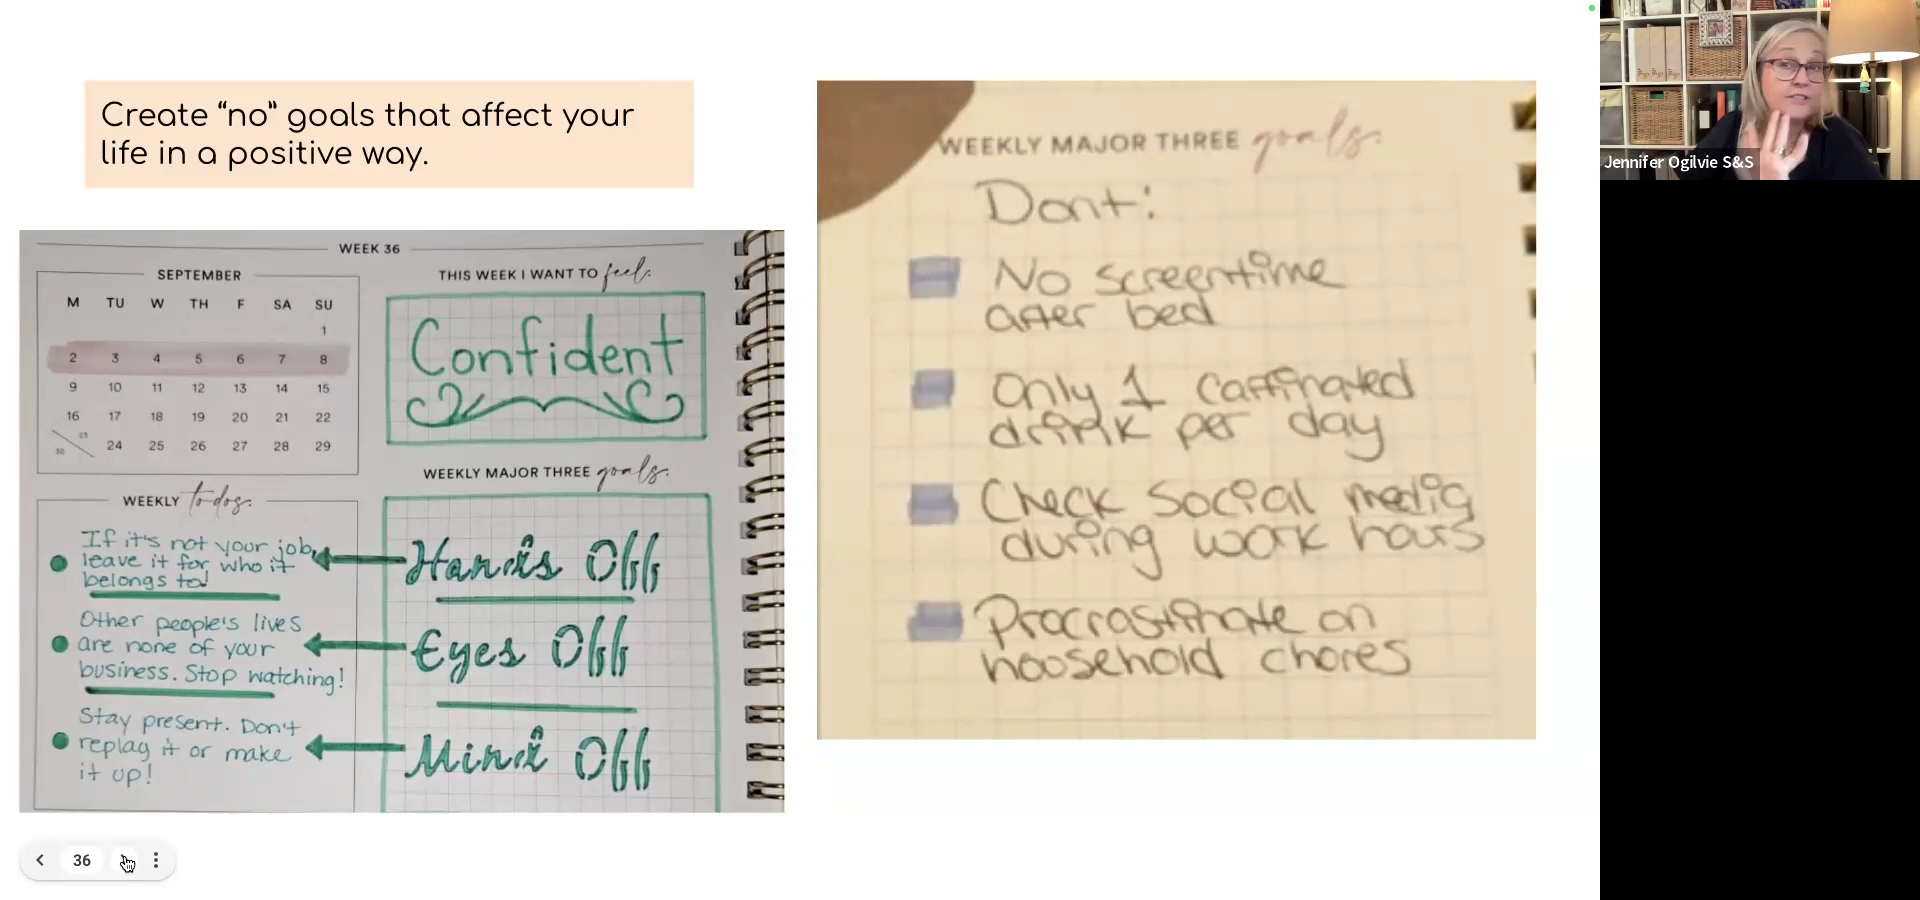 Create “no” goals that affect your
life in a positive way.
WEEK 36
SEPTEMBER
M TU W TH F SA SU
1
2 3 4 5 6 7 8
9 10 11 12 13 14 15
16 17 18 19 20 21 22
23
30 24 25 26 27 28 29
THIS WEEK I WANT TO feel:
Confident
WEEKLY to dos:
If it's not your job,
leave it for who it
belongs to!
Other people's lives
are none of your
business. Stop watching!
Stay present. Don't
replay it or make
it up!
WEEKLY MAJOR THREE goals:
Hands Off
Eyes Off
Mind Off
WEEKLY MAJOR THREE goals:
Dont:
No screentime
after bed
Only 1 caffinated
drink per day
Check Social media
during work hours
Procrastinate on
household chores
36
Jennifer Ogilvie S&S